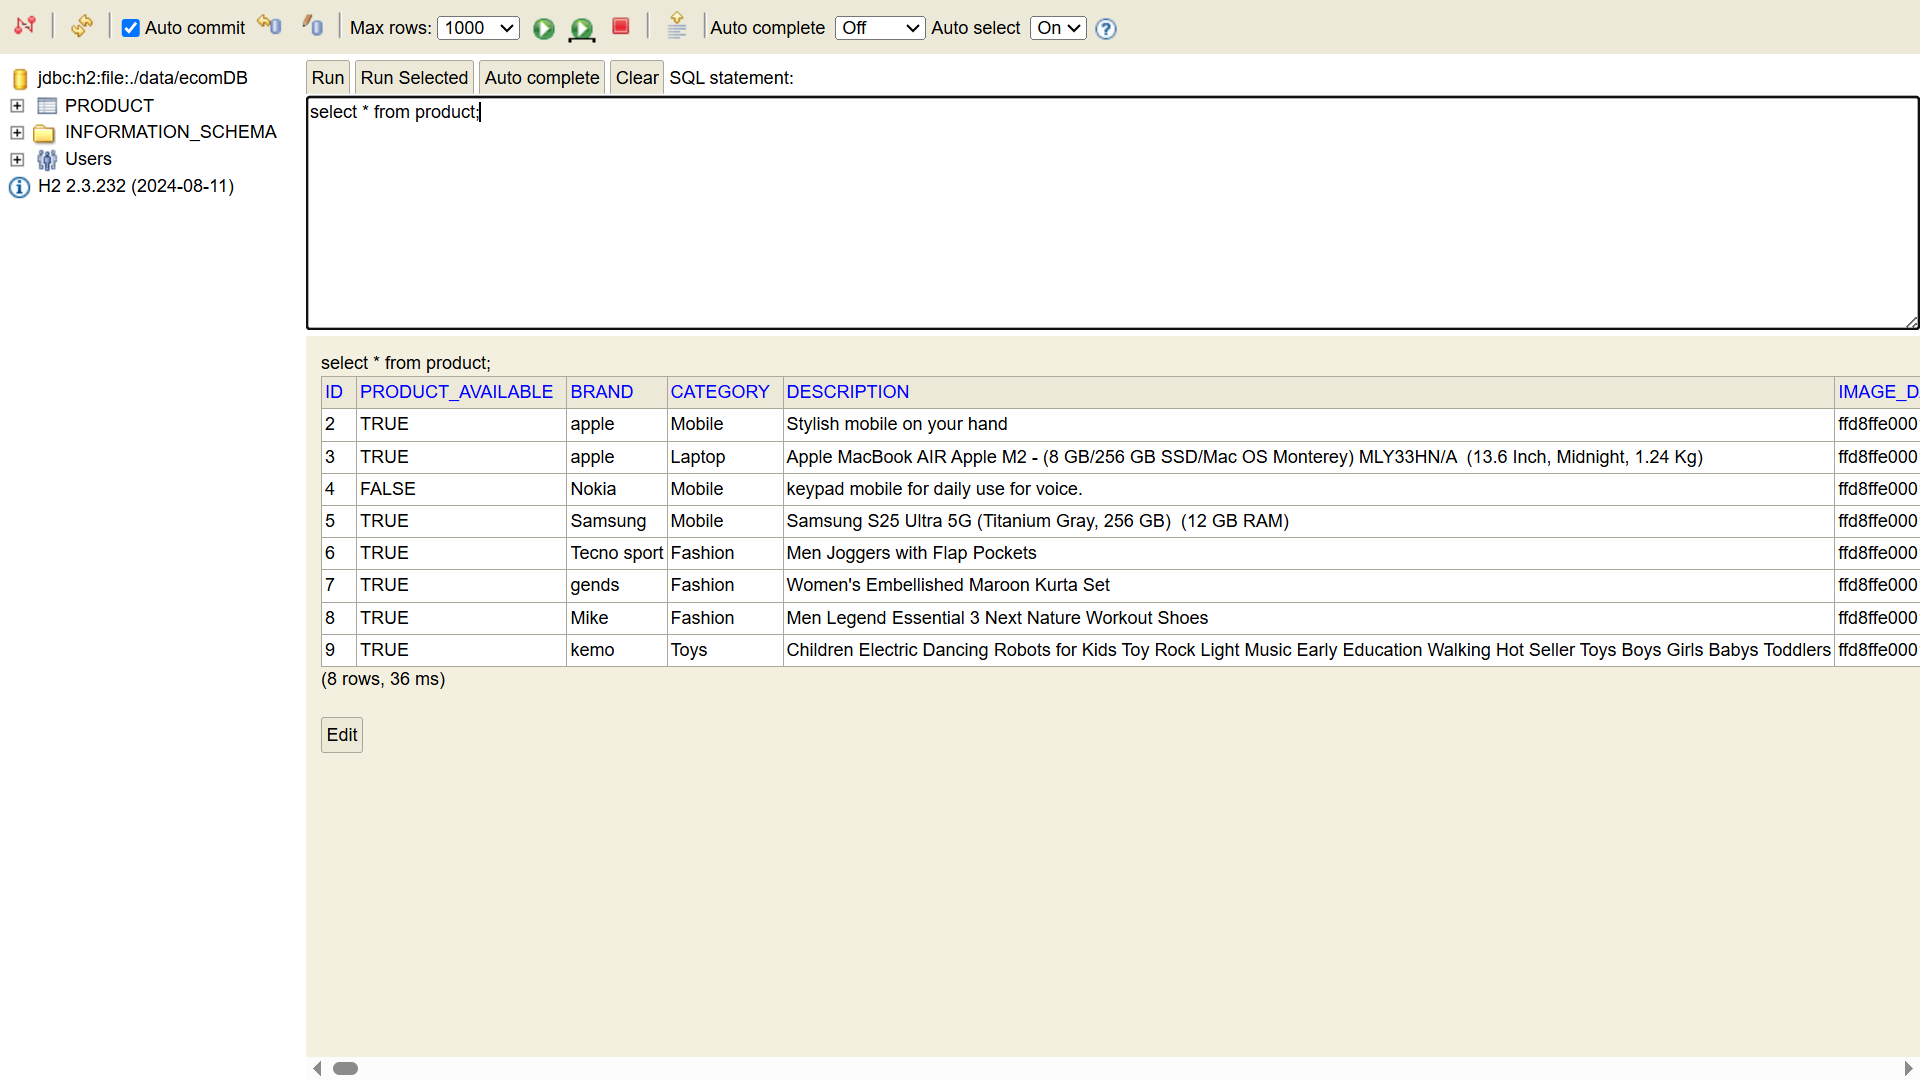 Auto commit Max rows: 1000 Auto complete Off Auto select On ?
jdbc:h2:file:./data/ecomDB
PRODUCT
INFORMATION_SCHEMA
Users
H2 2.3.232 (2024-08-11)
Run Run Selected Auto complete Clear SQL statement:
select * from product;
select * from product;
ID PRODUCT_AVAILABLE BRAND CATEGORY DESCRIPTION IMAGE_D
2 TRUE apple Mobile Stylish mobile on your hand ffd8ffe000
3 TRUE apple Laptop Apple MacBook AIR Apple M2 - (8 GB/256 GB SSD/Mac OS Monterey) MLY33HN/A (13.6 Inch, Midnight, 1.24 Kg) ffd8ffe000
4 FALSE Nokia Mobile keypad mobile for daily use for voice. ffd8ffe000
5 TRUE Samsung Mobile Samsung S25 Ultra 5G (Titanium Gray, 256 GB) (12 GB RAM) ffd8ffe000
6 TRUE Tecno sport Fashion Men Joggers with Flap Pockets ffd8ffe000
7 TRUE gends Fashion Women's Embellished Maroon Kurta Set ffd8ffe000
8 TRUE Mike Fashion Men Legend Essential 3 Next Nature Workout Shoes ffd8ffe000
9 TRUE kemo Toys Children Electric Dancing Robots for Kids Toy Rock Light Music Early Education Walking Hot Seller Toys Boys Girls Babys Toddlers ffd8ffe000
(8 rows, 36 ms)
Edit